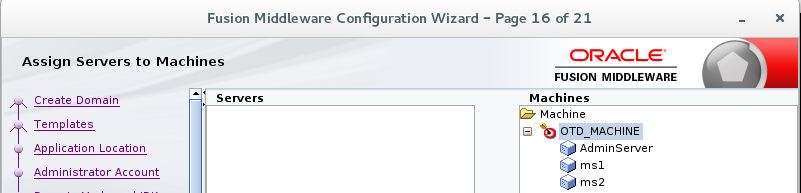 Fusion Middleware Configuration Wizard – Page 16 of 21
Assign Servers to Machines
ORACLE
FUSION MIDDLEWARE
Create Domain
Templates
Application Location
Administrator Account
Servers
Machines
Machine
OTD_MACHINE
AdminServer
ms1
ms2